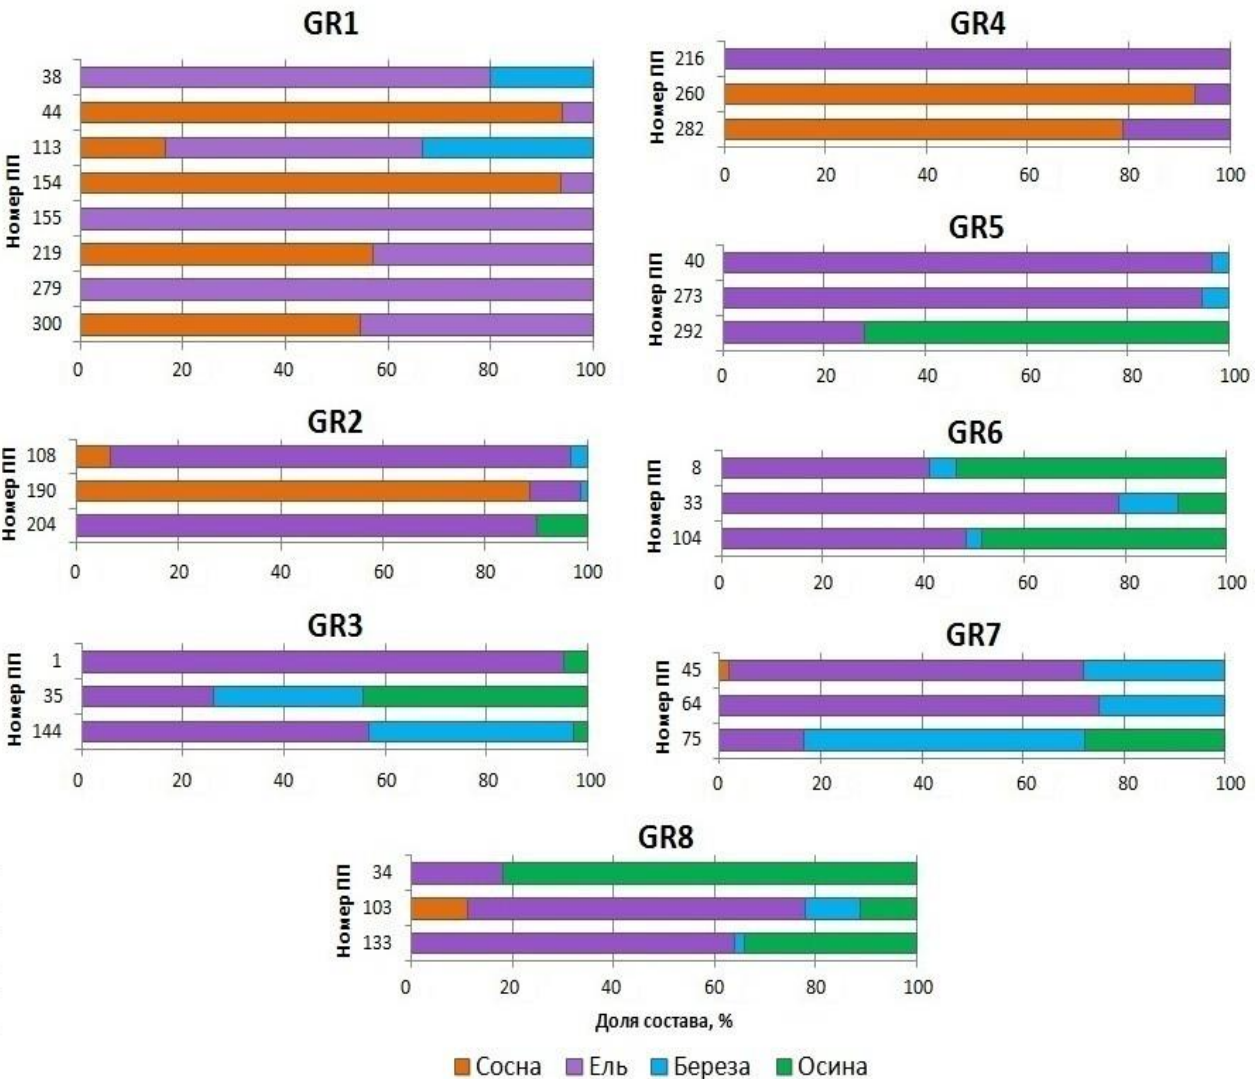 GR1
Номер ПП
38
44
113
154
155
219
279
300
0 20 40 60 80 100
GR2
Номер ПП
108
190
204
0 20 40 60 80 100
GR3
Номер ПП
1
35
144
0 20 40 60 80 100
GR4
Номер ПП
216
260
282
0 20 40 60 80 100
GR5
Номер ПП
40
273
292
0 20 40 60 80 100
GR6
Номер ПП
8
33
104
0 20 40 60 80 100
GR7
Номер ПП
45
64
75
0 20 40 60 80 100
GR8
Номер ПП
34
103
133
0 20 40 60 80 100
Доля состава, %
Сосна Ель Береза Осина